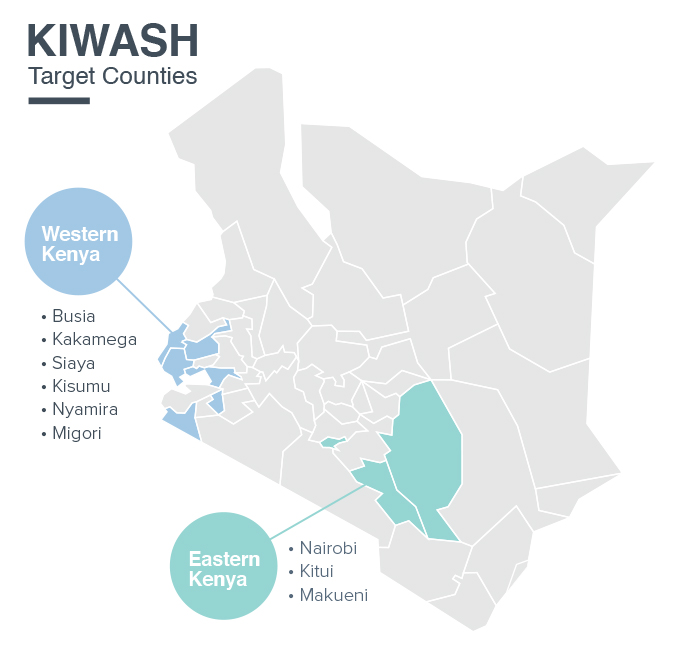 KIWASH
Target Counties
Western
Kenya
• Busia
• Kakamega
• Siaya
• Kisumu
• Nyamira
• Migori
Eastern
Kenya
• Nairobi
• Kitui
• Makueni